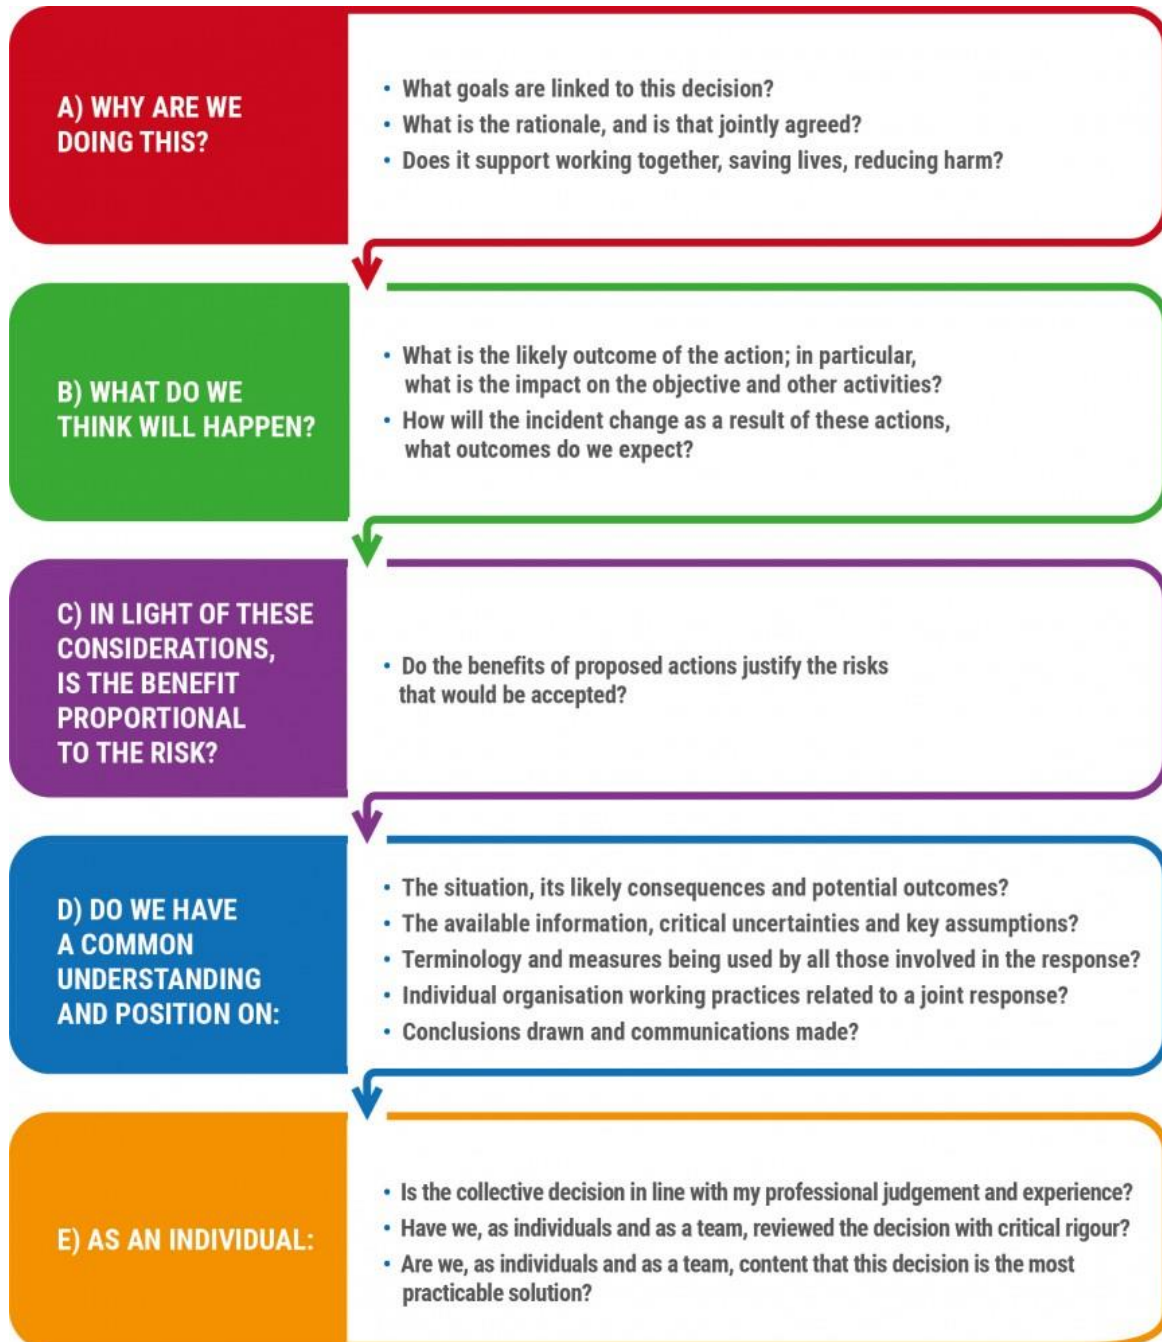 A) WHY ARE WE
DOING THIS?
• What goals are linked to this decision?
• What is the rationale, and is that jointly agreed?
• Does it support working together, saving lives, reducing harm?
B) WHAT DO WE
THINK WILL HAPPEN?
• What is the likely outcome of the action; in particular,
what is the impact on the objective and other activities?
• How will the incident change as a result of these actions,
what outcomes do we expect?
C) IN LIGHT OF THESE
CONSIDERATIONS,
IS THE BENEFIT
PROPORTIONAL
TO THE RISK?
• Do the benefits of proposed actions justify the risks
that would be accepted?
D) DO WE HAVE
A COMMON
UNDERSTANDING
AND POSITION ON:
• The situation, its likely consequences and potential outcomes?
• The available information, critical uncertainties and key assumptions?
• Terminology and measures being used by all those involved in the response?
• Individual organisation working practices related to a joint response?
• Conclusions drawn and communications made?
E) AS AN INDIVIDUAL:
• Is the collective decision in line with my professional judgement and experience?
• Have we, as individuals and as a team, reviewed the decision with critical rigour?
• Are we, as individuals and as a team, content that this decision is the most
practicable solution?